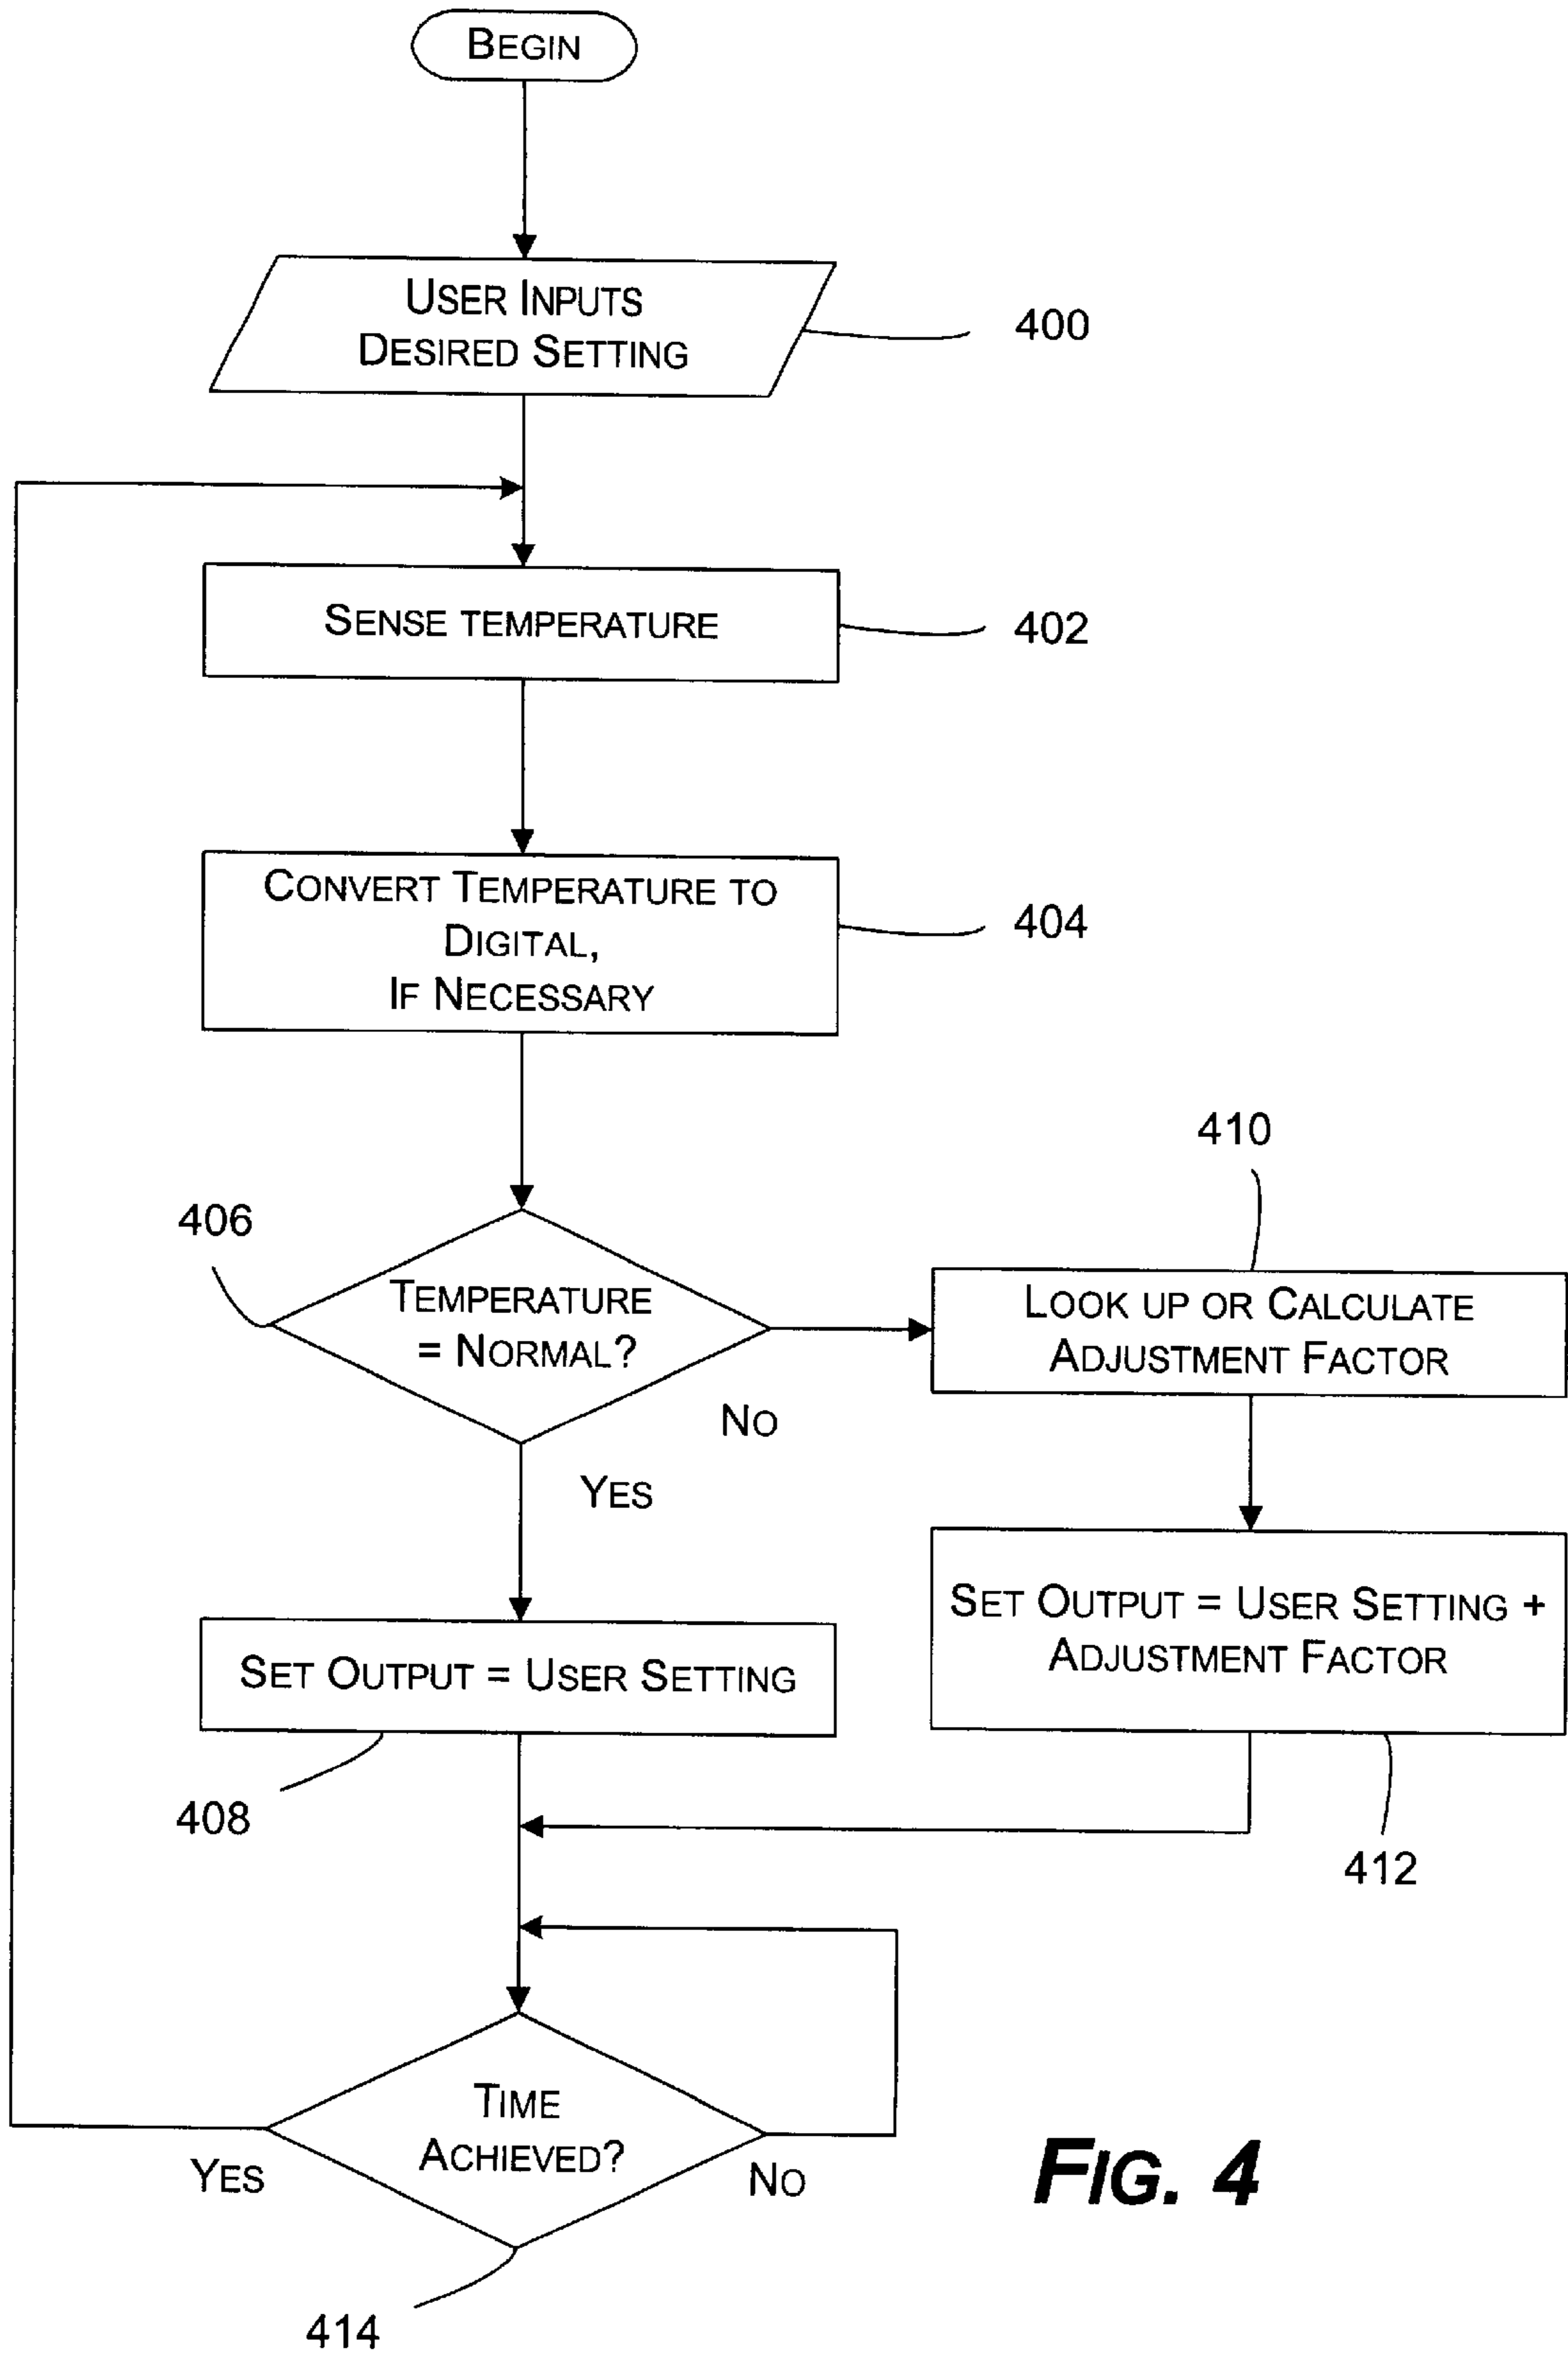 BEGIN
USER INPUTS
DESIRED SETTING
400
SENSE TEMPERATURE
402
CONVERT TEMPERATURE TO
DIGITAL,
IF NECESSARY
404
406
TEMPERATURE
= NORMAL?
NO
YES
410
LOOK UP OR CALCULATE
ADJUSTMENT FACTOR
SET OUTPUT = USER SETTING
408
SET OUTPUT = USER SETTING +
ADJUSTMENT FACTOR
412
TIME
ACHIEVED?
YES
NO
414
FIG. 4